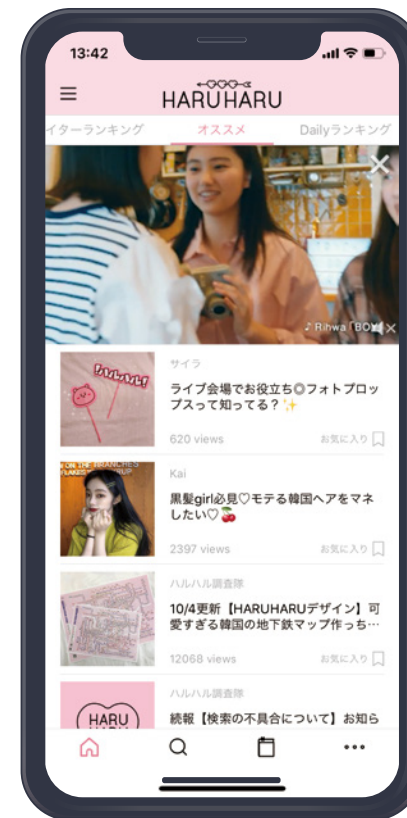 13:42
HARUHARU
イターランキング
オススメ
Dailyランキング
♪ Rihwa「BOY」
サイラ
ライブ会場でお役立ち◎フォトプロッ
プスって知ってる？✨
620 views
お気に入り
ハルハル!
Kai
黒髪girl必見♡モテる韓国ヘアをマネ
したい♡🍒
2397 views
お気に入り
ハルハル調査隊
10/4更新【HARUHARUデザイン】可
愛すぎる韓国の地下鉄マップ作っち…
12068 views
お気に入り
ハルハル調査隊
続報【検索の不具合について】お知ら
HARU